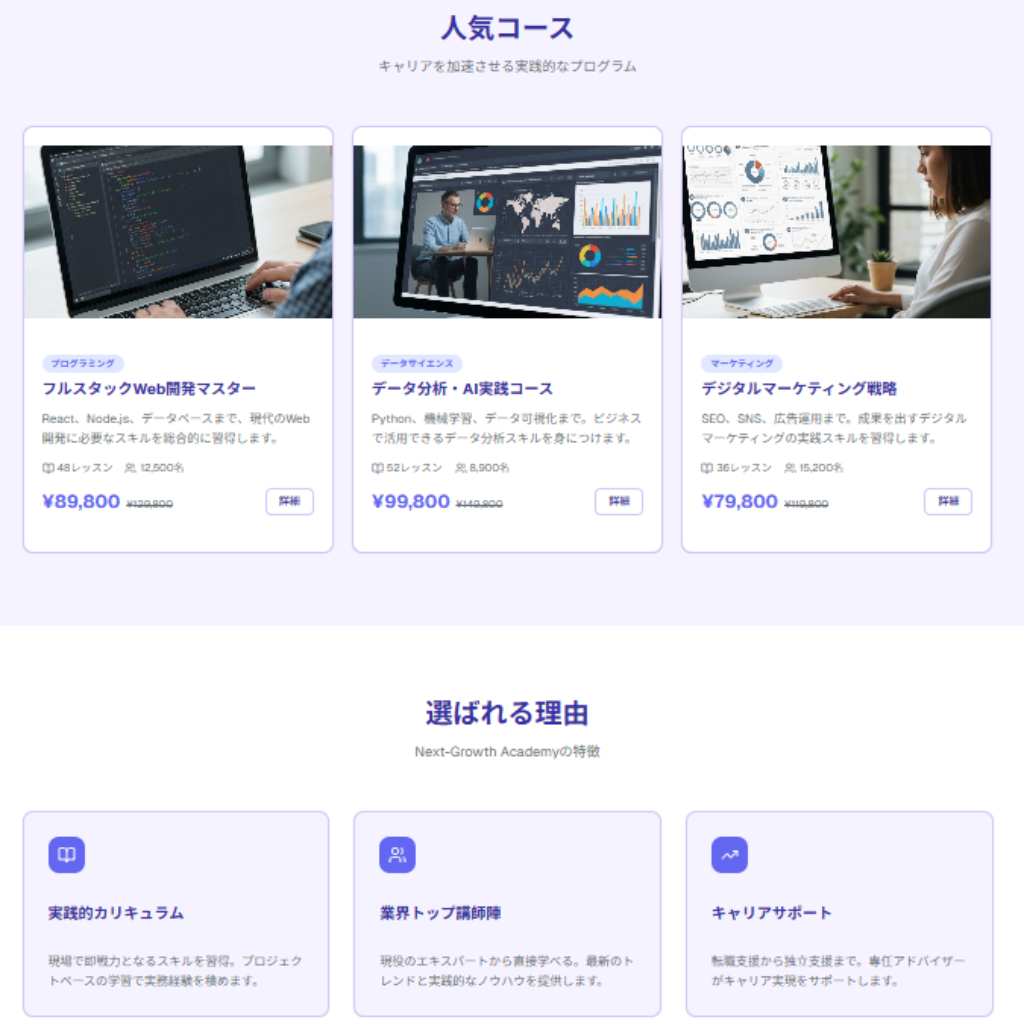 人気コース
キャリアを加速させる実践的なプログラム
プログラミング
フルスタックWeb開発マスター
React、Node.js、データベースまで、現代のWeb
開発に必要なスキルを総合的に習得します。
48レッスン 12,500名
¥89,800 ¥129,800
詳細
データサイエンス
データ分析・AI実践コース
Python、機械学習、データ可視化まで。ビジネス
で活用できるデータ分析スキルを身につけます。
52レッスン 8,900名
¥99,800 ¥149,800
詳細
マーケティング
デジタルマーケティング戦略
SEO、SNS、広告運用まで。成果を出すデジタル
マーケティングの実践スキルを習得します。
36レッスン 15,200名
¥79,800 ¥119,800
詳細
選ばれる理由
Next-Growth Academyの特徴
実践的カリキュラム
現場で即戦力となるスキルを習得。プロジェク
トベースの学習で実務経験を積めます。
業界トップ講師陣
現役のエキスパートから直接学べる。最新のト
レンドと実践的なノウハウを提供します。
キャリアサポート
転職支援から独立支援まで。専任アドバイザー
がキャリア実現をサポートします。